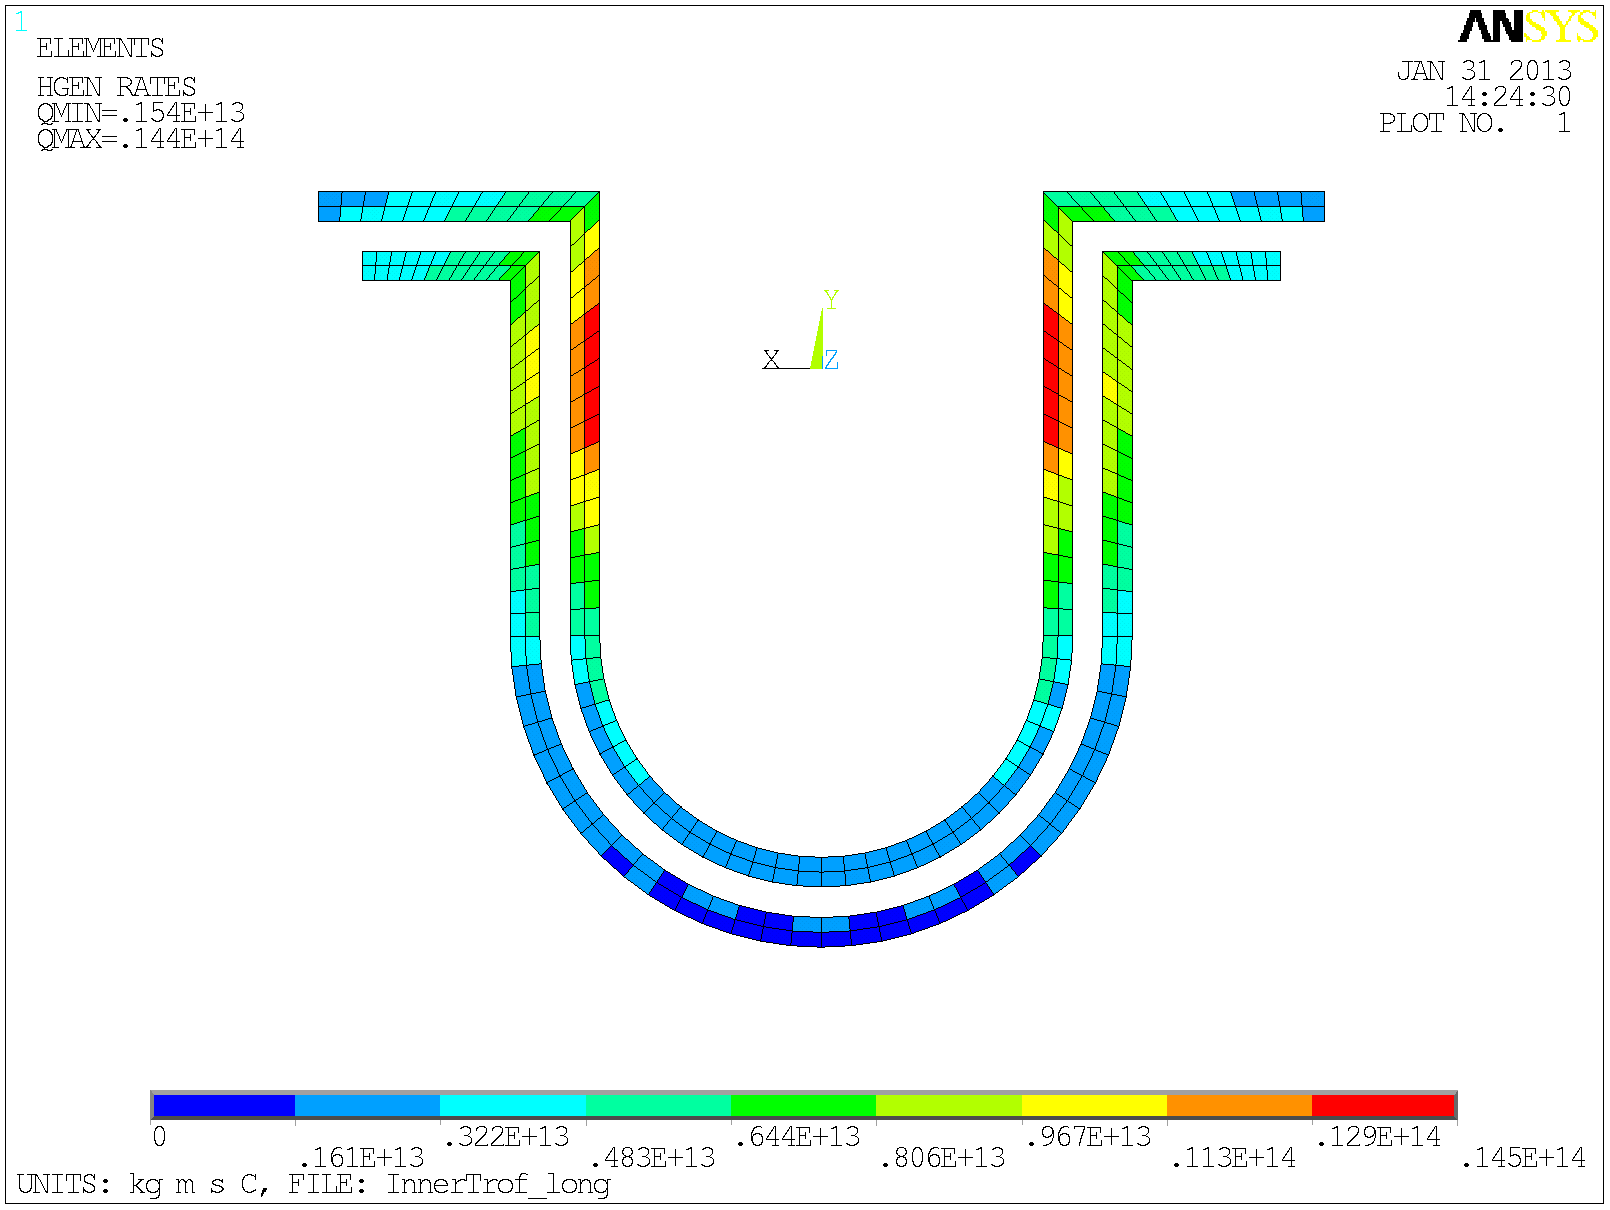 1
ANSYS
ELEMENTS
HGEN RATES
QMIN=.154E+13
QMAX=.144E+14
JAN 31 2013
14:24:30
PLOT NO. 1
Y
X
Z
0
.161E+13
.322E+13
.483E+13
.644E+13
.806E+13
.967E+13
.113E+14
.129E+14
.145E+14
UNITS: kg m s C, FILE: InnerTrof_long